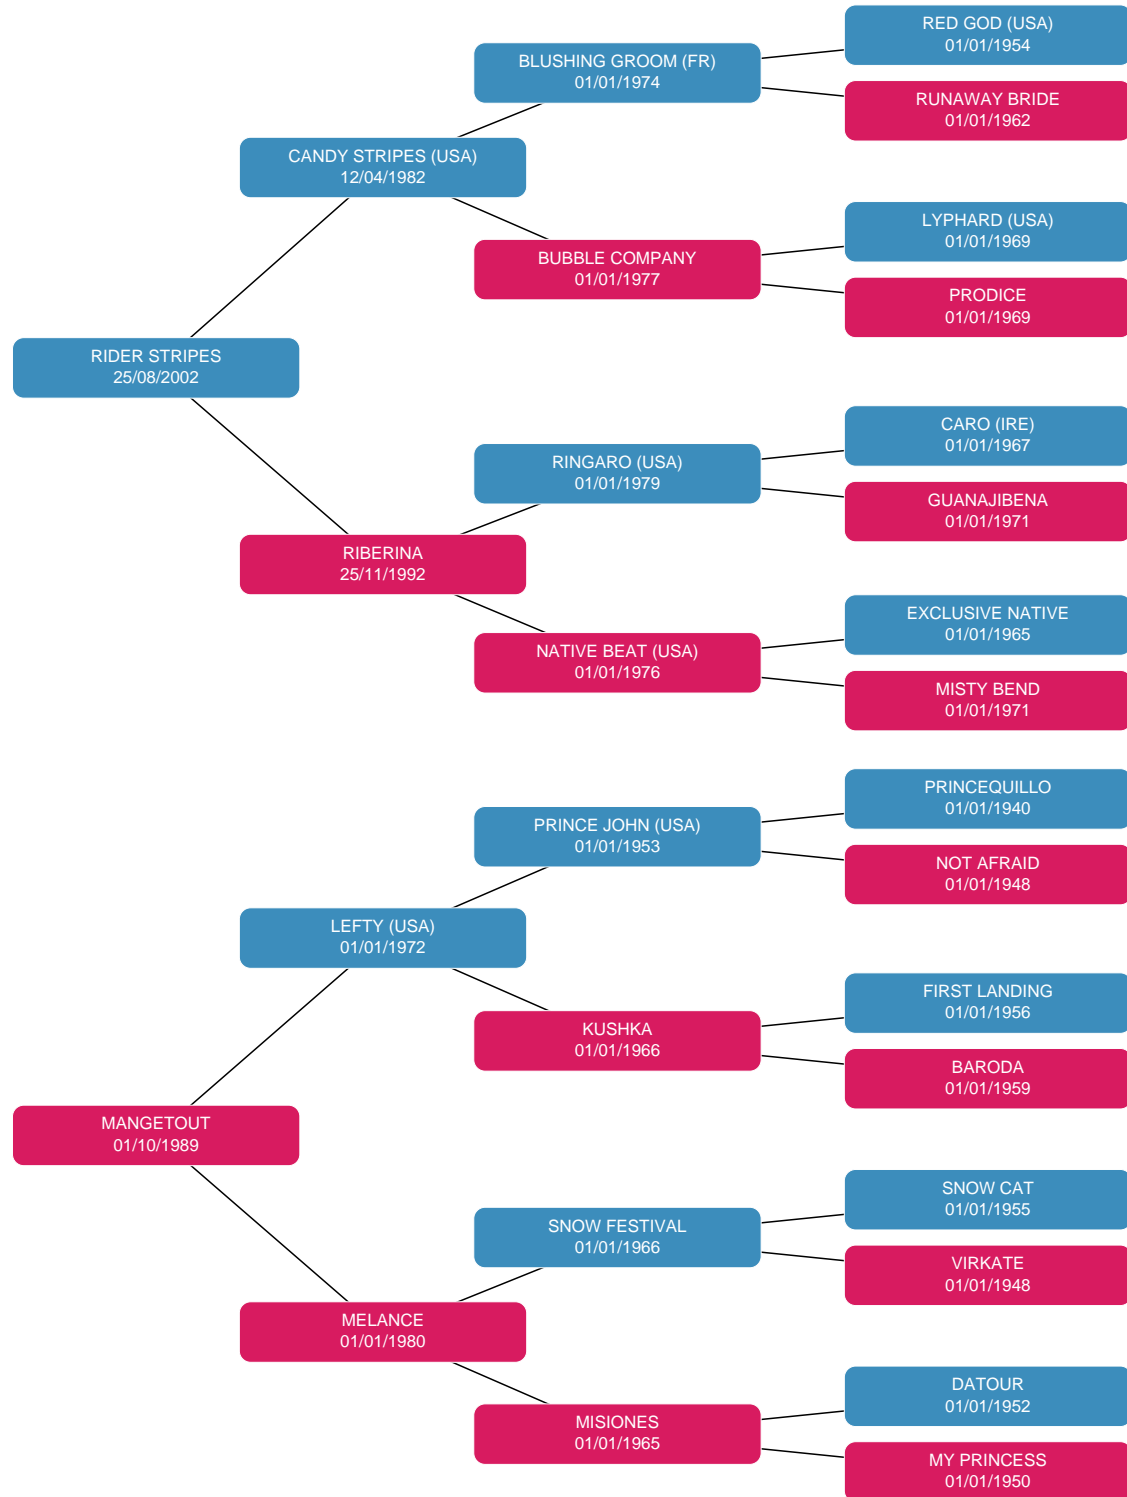 RED GOD (USA)
01/01/1954
BLUSHING GROOM (FR)
01/01/1974
RUNAWAY BRIDE
01/01/1962
CANDY STRIPES (USA)
12/04/1982
LYPHARD (USA)
01/01/1969
BUBBLE COMPANY
01/01/1977
PRODICE
01/01/1969
RIDER STRIPES
25/08/2002
CARO (IRE)
01/01/1967
RINGARO (USA)
01/01/1979
GUANAJIBENA
01/01/1971
RIBERINA
25/11/1992
EXCLUSIVE NATIVE
01/01/1965
NATIVE BEAT (USA)
01/01/1976
MISTY BEND
01/01/1971
PRINCEQUILLO
01/01/1940
PRINCE JOHN (USA)
01/01/1953
NOT AFRAID
01/01/1948
LEFTY (USA)
01/01/1972
FIRST LANDING
01/01/1956
KUSHKA
01/01/1966
BARODA
01/01/1959
MANGETOUT
01/10/1989
SNOW CAT
01/01/1955
SNOW FESTIVAL
01/01/1966
VIRKATE
01/01/1948
MELANCE
01/01/1980
DATOUR
01/01/1952
MISIONES
01/01/1965
MY PRINCESS
01/01/1950